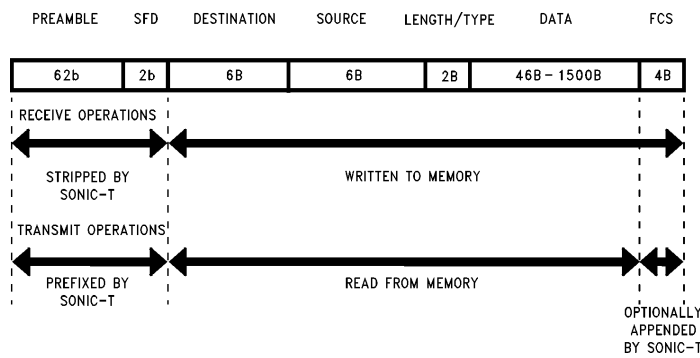 PREAMBLE SFD DESTINATION SOURCE LENGTH/TYPE DATA FCS
62b 2b 6B 6B 2B 46B-1500B 4B
RECEIVE OPERATIONS
STRIPPED BY
SONIC-T
WRITTEN TO MEMORY
TRANSMIT OPERATIONS
PREFIXED BY
SONIC-T
READ FROM MEMORY
OPTIONALLY
APPENDED
BY SONIC-T